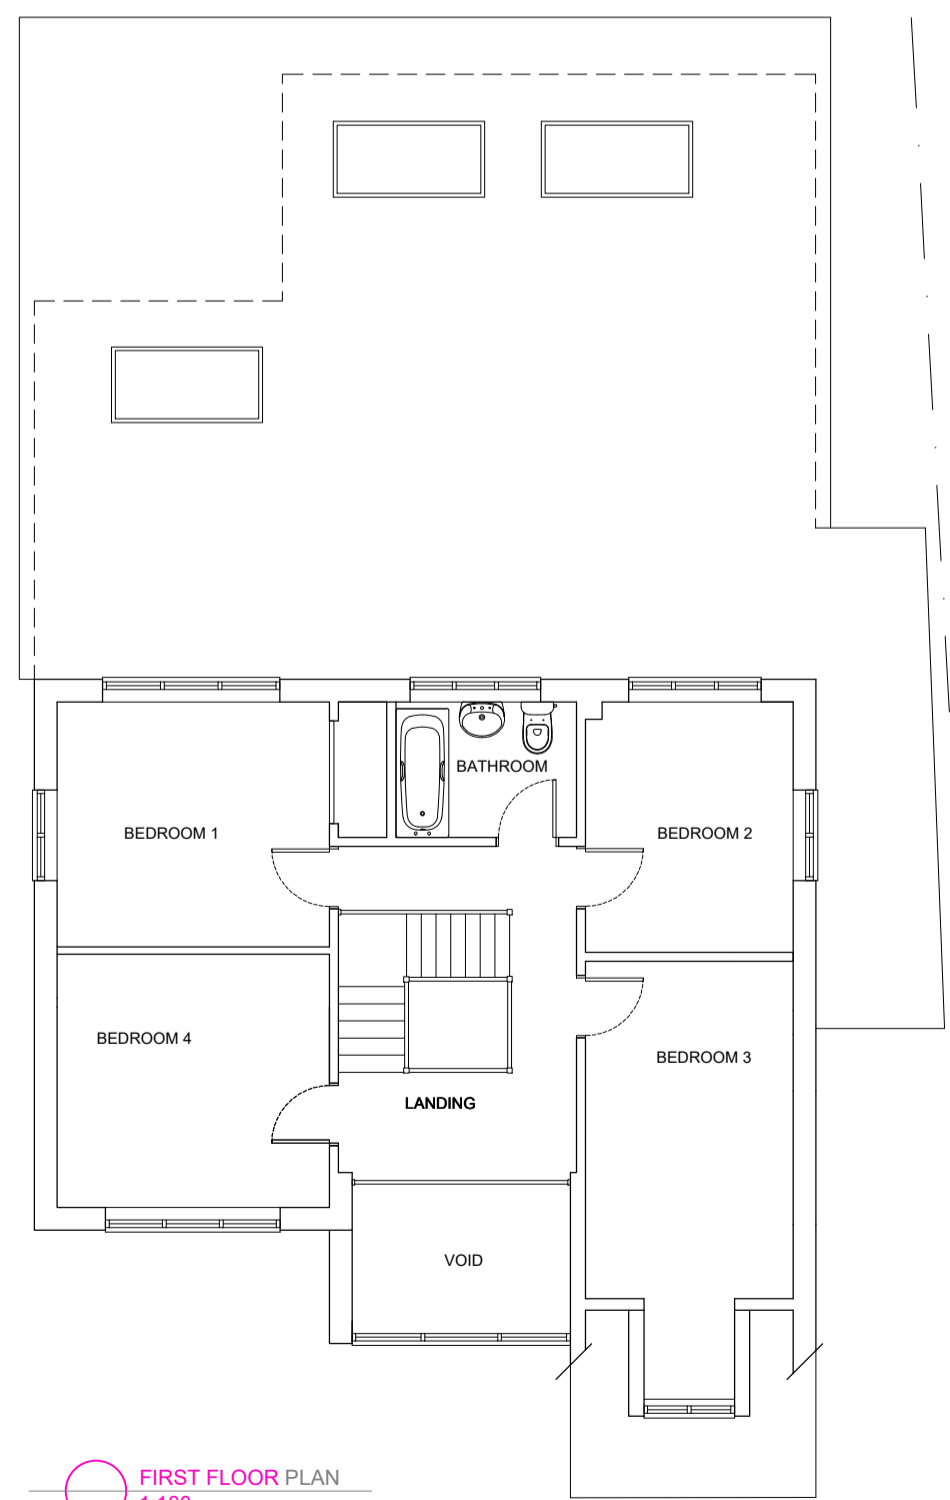 BATHROOM
BEDROOM 1
BEDROOM 2
BEDROOM 4
BEDROOM 3
LANDING
VOID
FIRST FLOOR PLAN